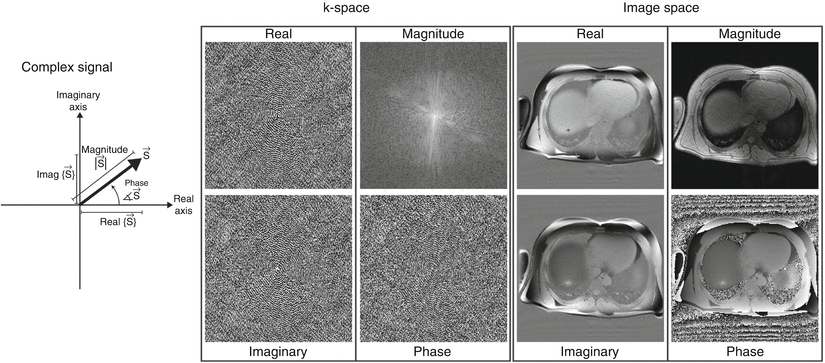 k-space
Image space
Real
Magnitude
Real
Magnitude
Complex signal
Imaginary
axis
Magnitude
|S⃗|
S⃗
Imag {S⃗}
Phase
∡S⃗
Real
axis
Real {S⃗}
Imaginary
Phase
Imaginary
Phase